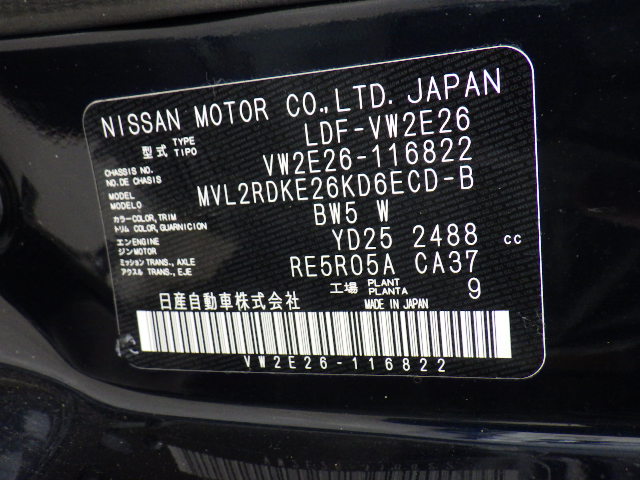 NISSAN MOTOR CO.,LTD. JAPAN
型式 TYPE TIPO LDF-VW2E26
CHASSIS NO. NO.DE CHASIS VW2E26-116822
MODEL MODELO MVL2RDKE26KD6ECD-B
カラー COLOR, TRIM トリム COLOR, GUARNICION BW5 W
エンジン ENGINE ジン MOTOR YD25 2488 cc
ミッション TRANS., AXLE アクスル TRANS., EJE RE5R05A CA37
工場 PLANT PLANTA 9
日産自動車株式会社 MADE IN JAPAN
VW2E26-116822